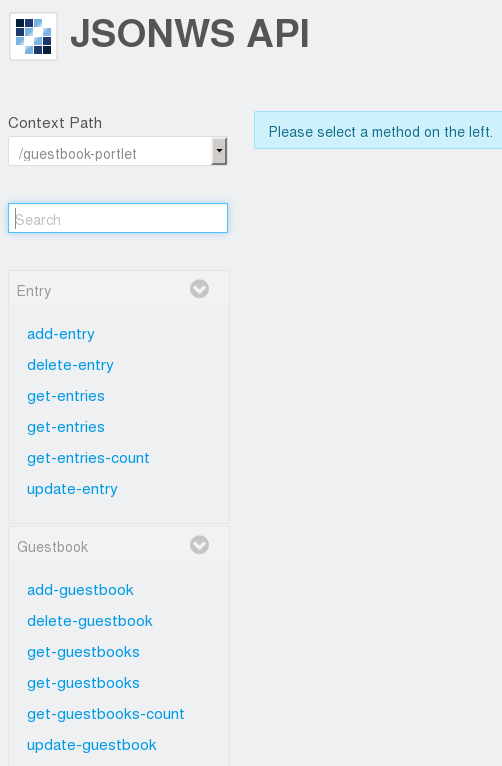 JSONWS API
Context Path
/guestbook-portlet
Search
Entry
add-entry
delete-entry
get-entries
get-entries
get-entries-count
update-entry
Guestbook
add-guestbook
delete-guestbook
get-guestbooks
get-guestbooks
get-guestbooks-count
update-guestbook
Please select a method on the left.